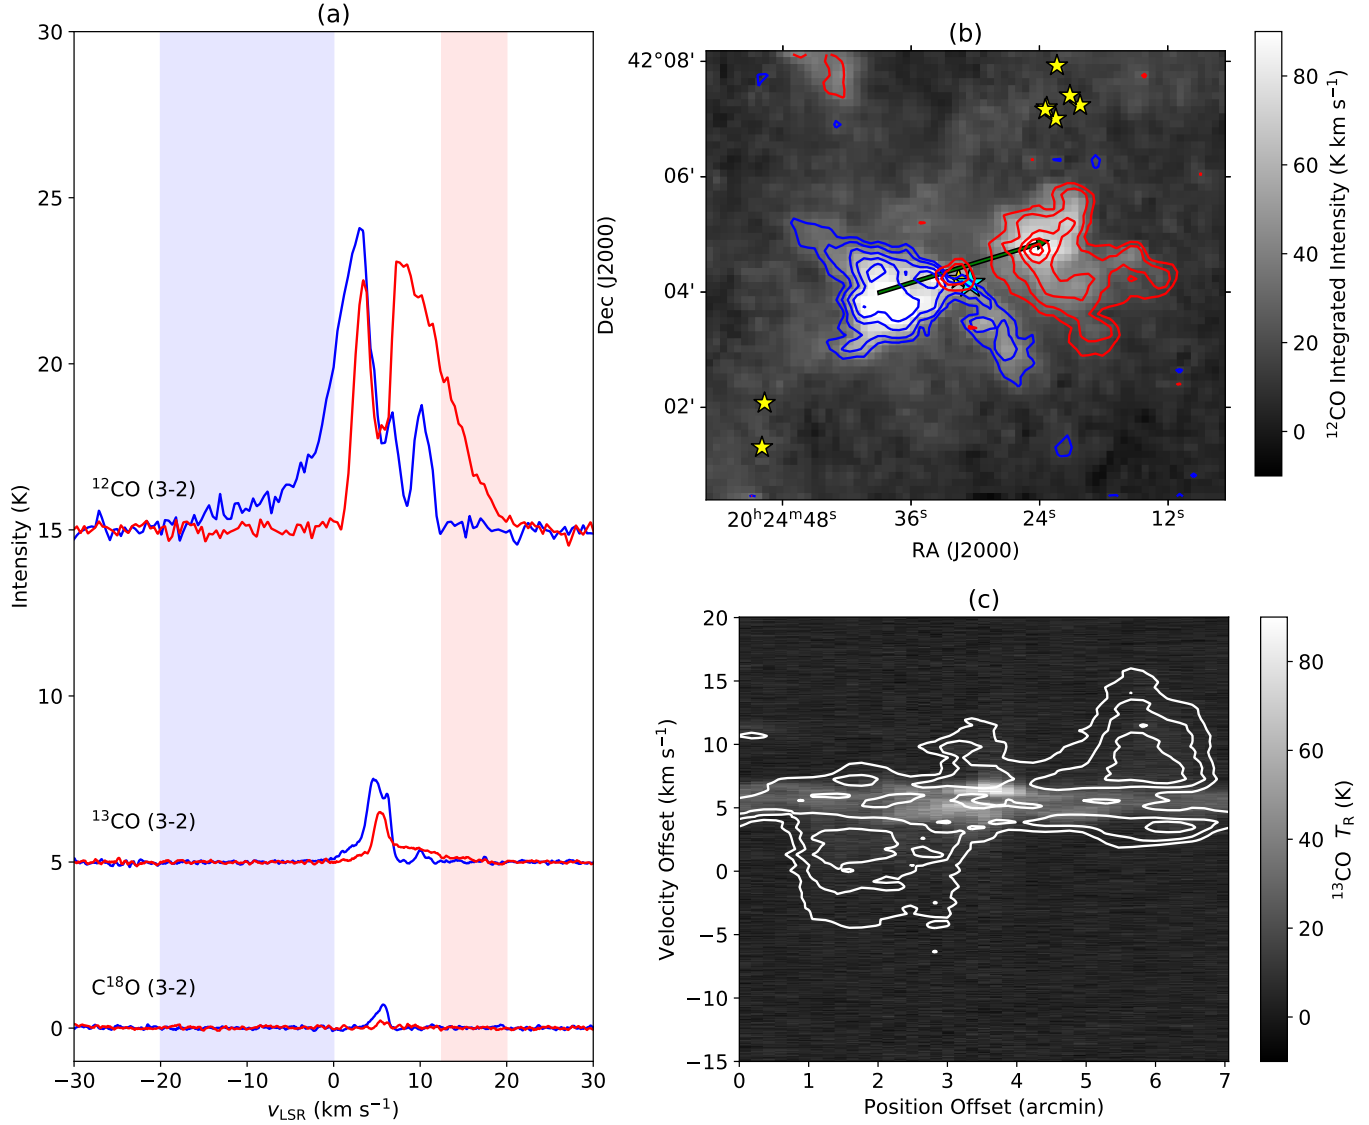 (a)
30
25
20
15
10
5
0
Intensity (K)
¹²CO (3-2)
¹³CO (3-2)
C¹⁸O (3-2)
−30 −20 −10 0 10 20 30
v_LSR (km s⁻¹)
(b)
42°08'
06'
04'
02'
Dec (J2000)
20ʰ24ᵐ48ˢ 36ˢ 24ˢ 12ˢ
RA (J2000)
80
60
40
20
0
¹²CO Integrated Intensity (K km s⁻¹)
(c)
20
15
10
5
0
−5
−10
−15
Velocity Offset (km s⁻¹)
0 1 2 3 4 5 6 7
Position Offset (arcmin)
80
60
40
20
0
¹³CO T_R (K)